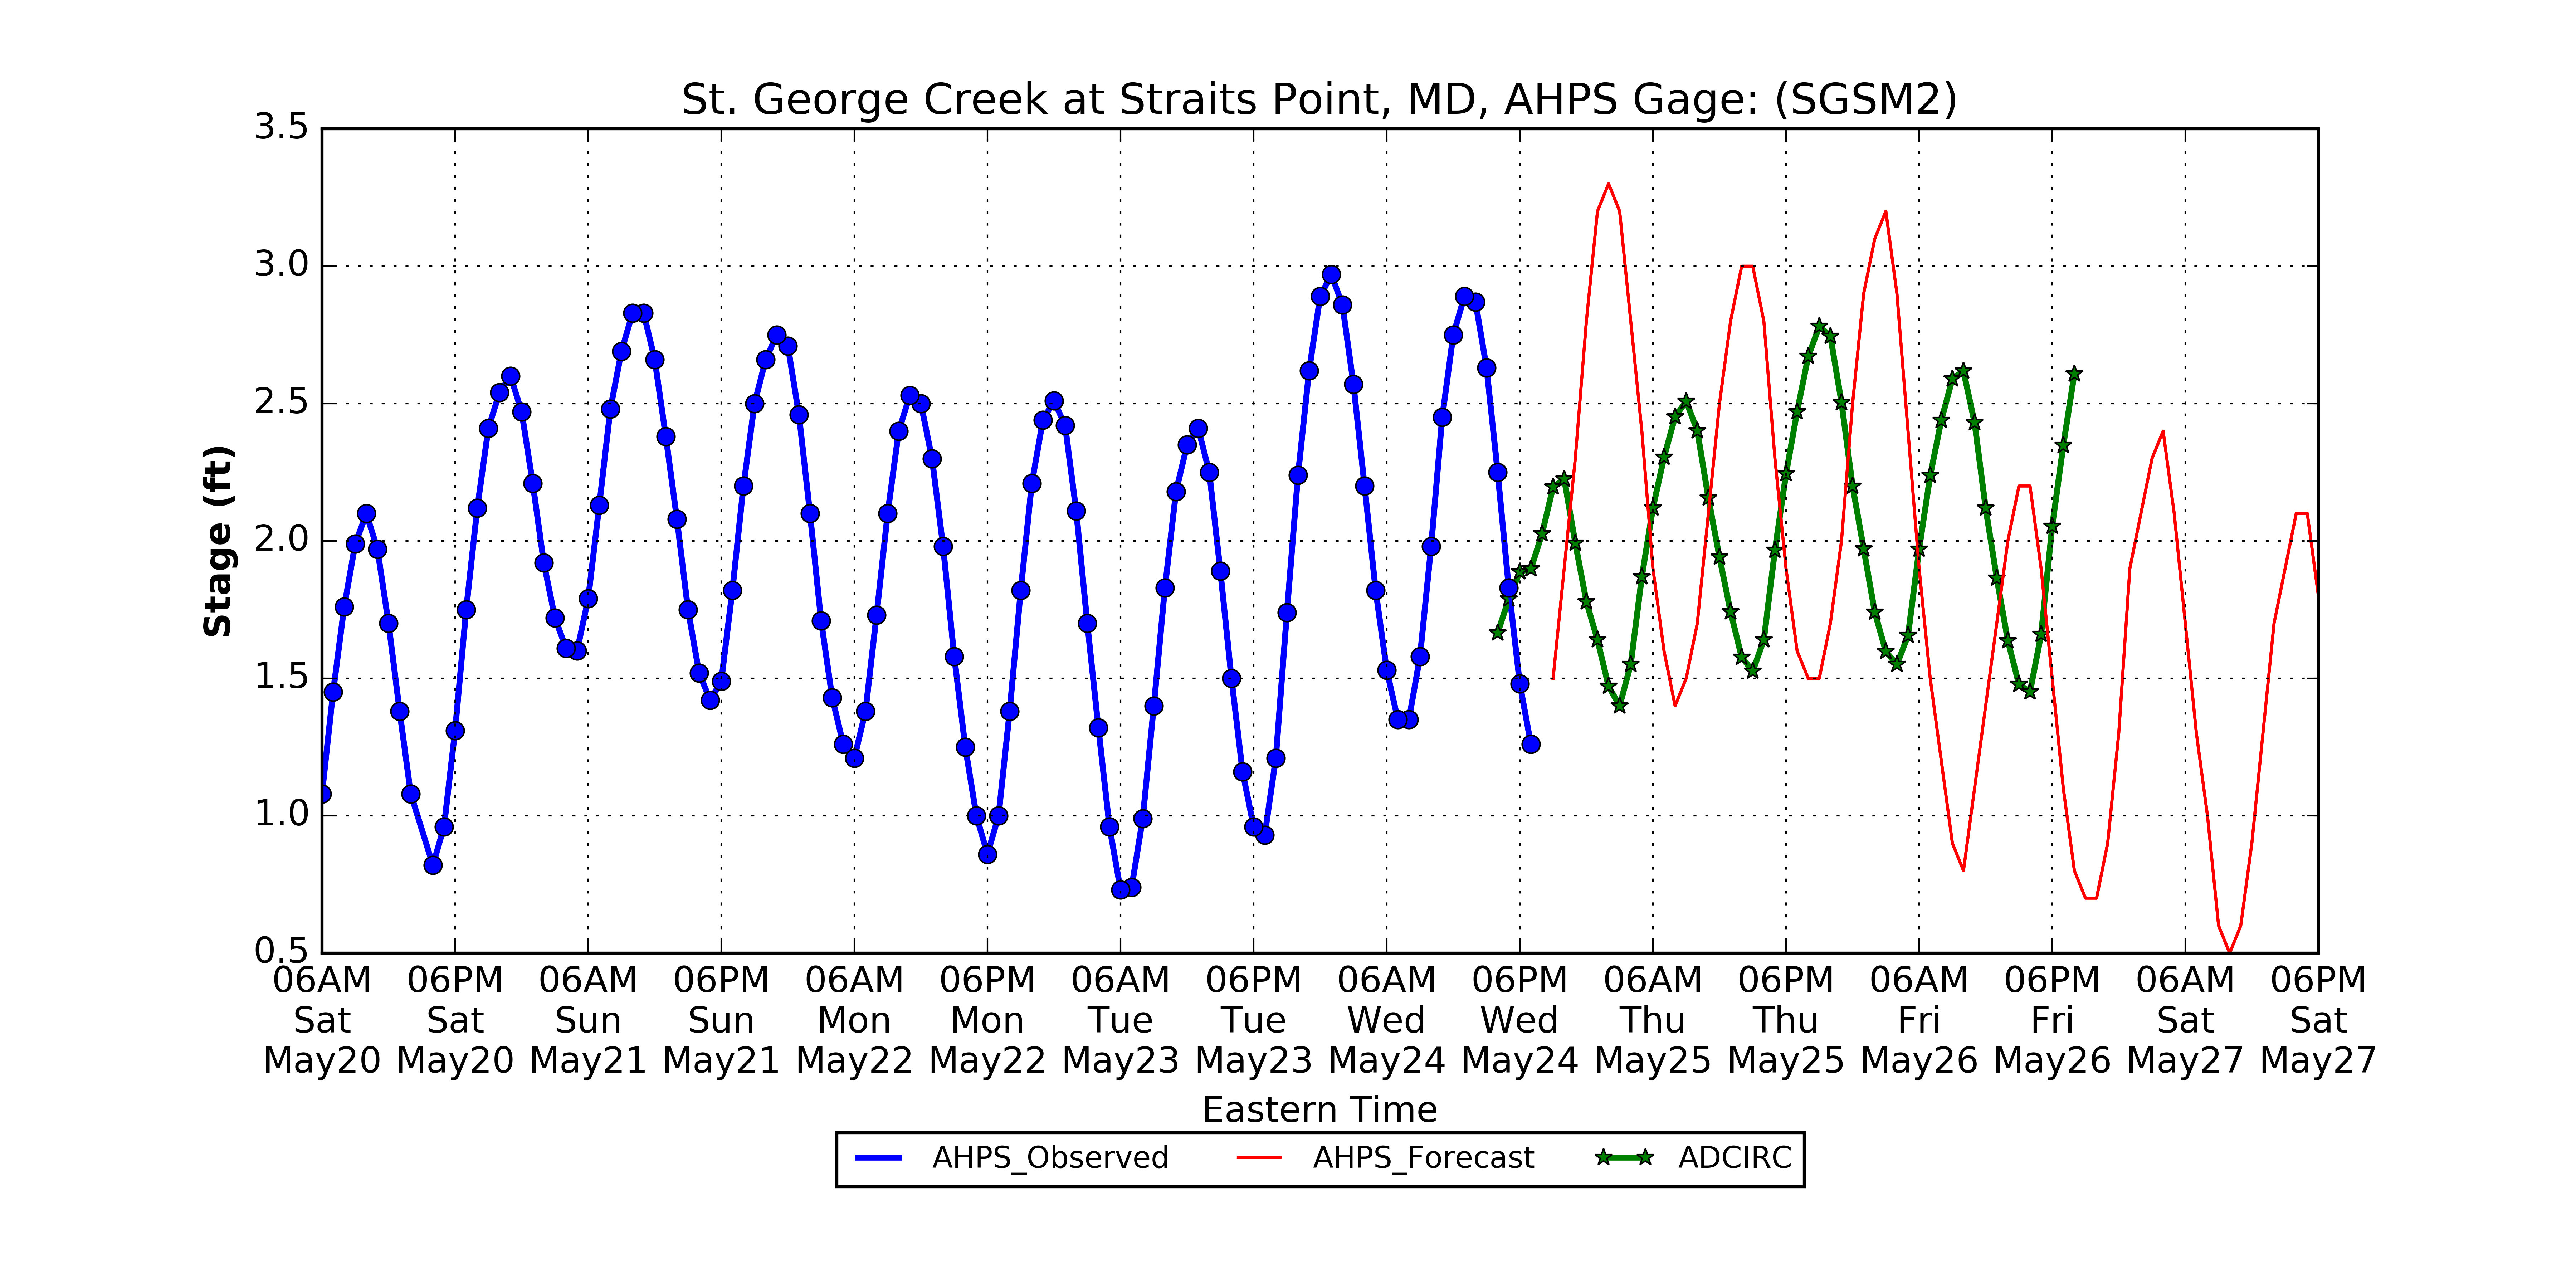 St. George Creek at Straits Point, MD, AHPS Gage: (SGSM2)
3.5
3.0
2.5
2.0
1.5
1.0
0.5
Stage (ft)
06AM 06PM 06AM 06PM 06AM 06PM 06AM 06PM 06AM 06PM 06AM 06PM 06AM 06PM 06AM 06PM
Sat Sat Sun Sun Mon Mon Tue Tue Wed Wed Thu Thu Fri Fri Sat Sat
May20 May20 May21 May21 May22 May22 May23 May23 May24 May24 May25 May25 May26 May26 May27 May27
Eastern Time
AHPS_Observed AHPS_Forecast ADCIRC